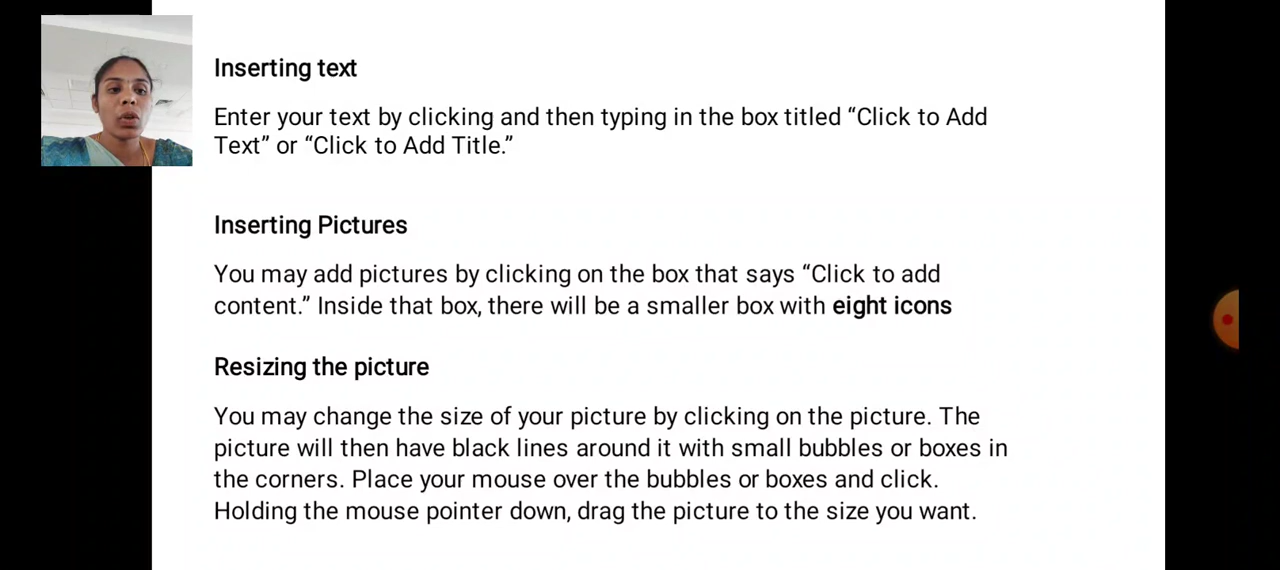 Inserting text
Enter your text by clicking and then typing in the box titled “Click to Add
Text” or “Click to Add Title.”
Inserting Pictures
You may add pictures by clicking on the box that says “Click to add
content.” Inside that box, there will be a smaller box with eight icons
Resizing the picture
You may change the size of your picture by clicking on the picture. The
picture will then have black lines around it with small bubbles or boxes in
the corners. Place your mouse over the bubbles or boxes and click.
Holding the mouse pointer down, drag the picture to the size you want.